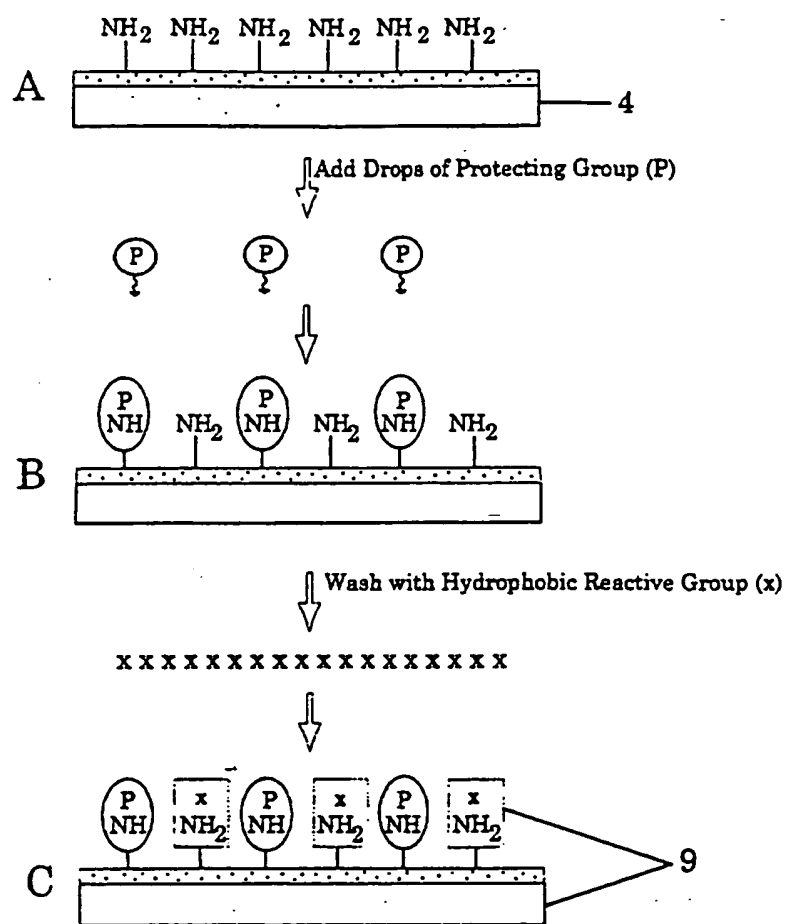 NH2 NH2 NH2 NH2 NH2 NH2
A
4
Add Drops of Protecting Group (P)
P P P
P P P
NH NH2 NH NH2 NH NH2
B
Wash with Hydrophobic Reactive Group (x)
x x x x x x x x x x x x x x x x x x
P x P x P x
NH NH2 NH NH2 NH NH2
9
C